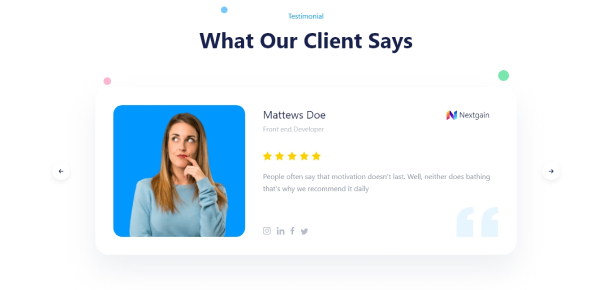 Testimonial
What Our Client Says
Mattews Doe
Nextgain
Front end Developer
People often say that motivation doesn't last. Well, neither does bathing
that's why we recommend it daily